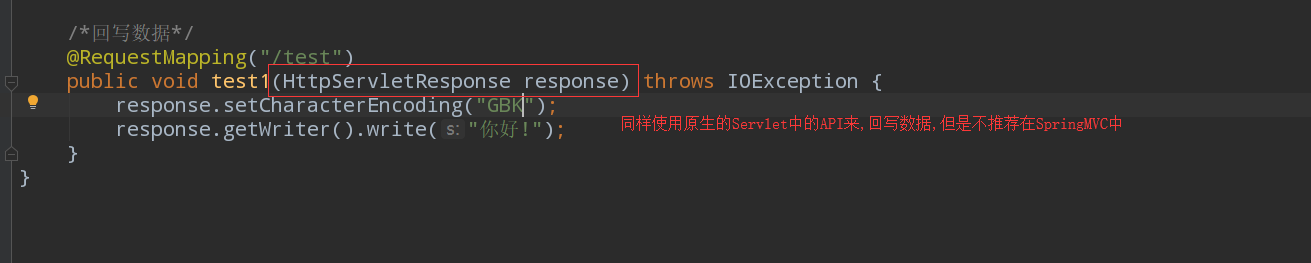 /*回写数据*/
@RequestMapping("/test")
public void test1(HttpServletResponse response) throws IOException {
response.setCharacterEncoding("GBK");
response.getWriter().write( s: "你好!");
同样使用原生的Servlet中的API来,回写数据,但是不推荐在SpringMVC中
}
}